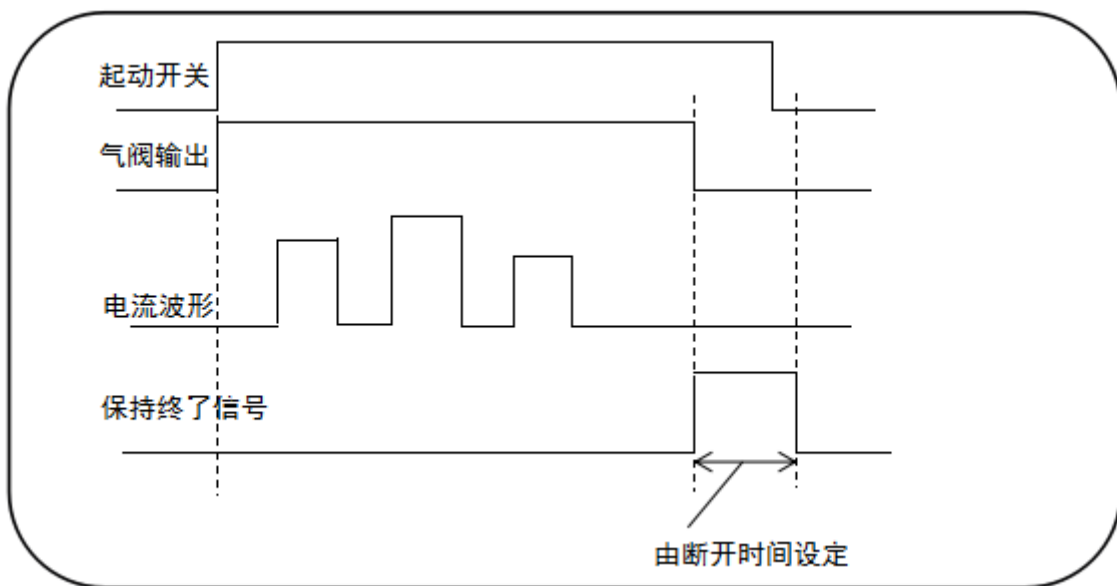 起动开关
气阀输出
电流波形
保持终了信号
由断开时间设定